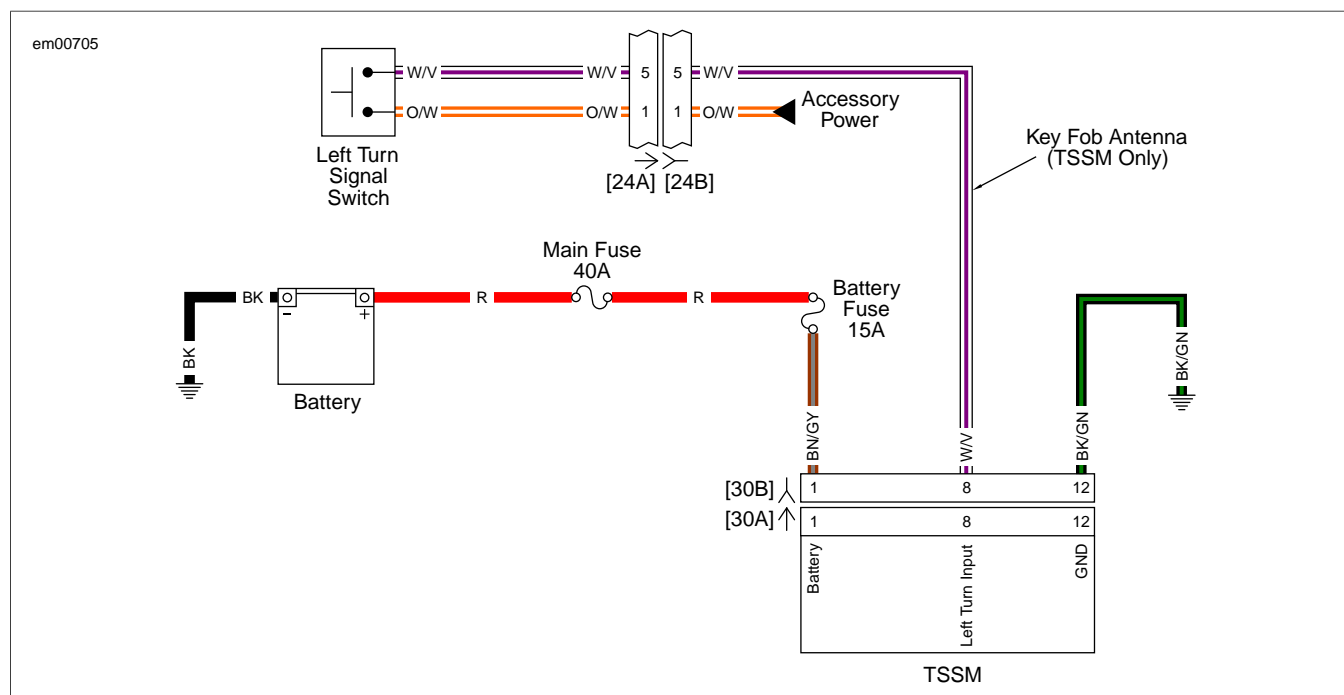 em00705
W/V
W/V
5
5
W/V
O/W
O/W
1
1
O/W
Accessory
Power
Left Turn
Signal
Switch
[24A]
[24B]
Key Fob Antenna
(TSSM Only)
Main Fuse
40A
BK
R
R
Battery
Fuse
15A
-
+
BK
Battery
BN/GY
W/V
BK/GN
BK/GN
[30B]
1
8
12
[30A]
1
8
12
Battery
Left Turn Input
GND
TSSM